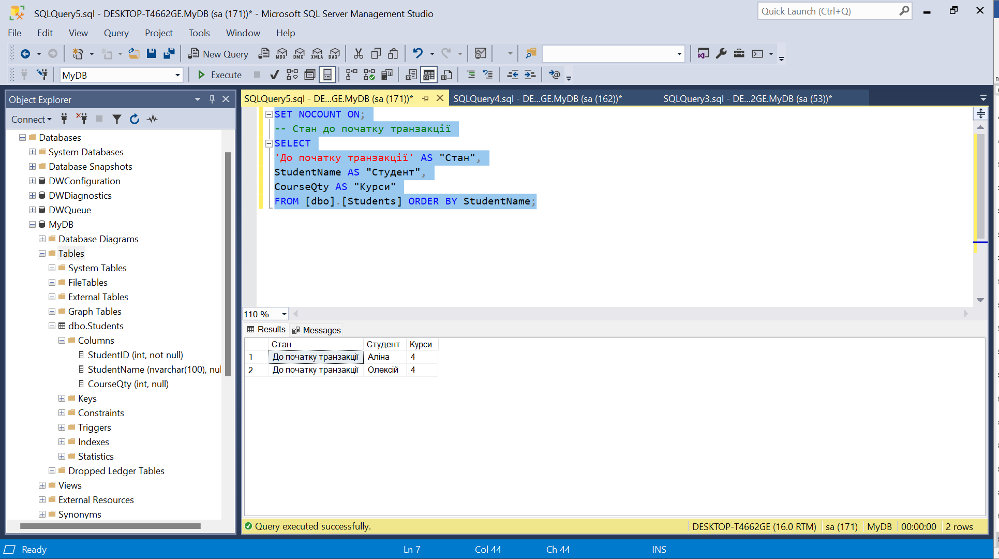 SQLQuery5.sql - DESKTOP-T4662GE.MyDB (sa (171))* - Microsoft SQL Server Management Studio
Quick Launch (Ctrl+Q)
File Edit View Query Project Tools Window Help
New Query MDX DMX XMLA DAX
MyDB Execute
Object Explorer
Connect
Databases
System Databases
Database Snapshots
DWConfiguration
DWDiagnostics
DWQueue
MyDB
Database Diagrams
Tables
System Tables
FileTables
External Tables
Graph Tables
dbo.Students
Columns
StudentID (int, not null)
StudentName (nvarchar(100), nul
CourseQty (int, null)
Keys
Constraints
Triggers
Indexes
Statistics
Dropped Ledger Tables
Views
External Resources
Synonyms
SQLQuery5.sql - DE...GE.MyDB (sa (171))* SQLQuery4.sql - DE...GE.MyDB (sa (162))* SQLQuery3.sql - DE...2GE.MyDB (sa (53))*
SET NOCOUNT ON;
-- Стан до початку транзакції
SELECT
'До початку транзакції' AS "Стан",
StudentName AS "Студент",
CourseQty AS "Курси"
FROM [dbo].[Students] ORDER BY StudentName;
110 %
Results Messages
Стан Студент Курси
1 До початку транзакції Аліна 4
2 До початку транзакції Олексій 4
Query executed successfully. DESKTOP-T4662GE (16.0 RTM) sa (171) MyDB 00:00:00 2 rows
Ready Ln 7 Col 44 Ch 44 INS